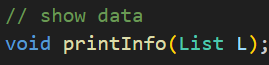 // show data
void printInfo(List L);